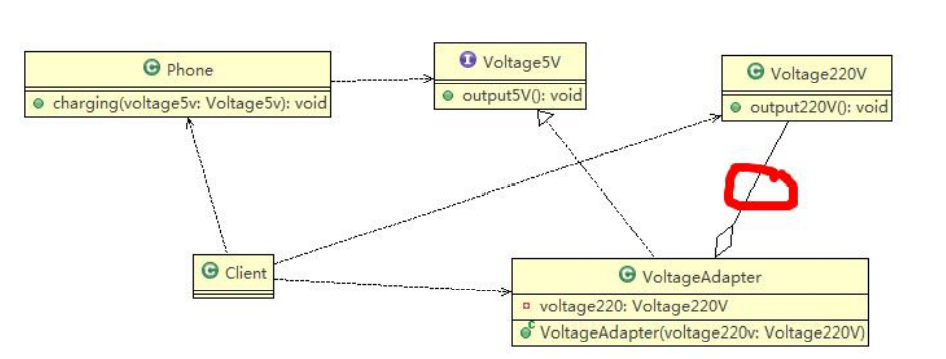 Phone
charging(voltage5v: Voltage5v): void
Voltage5V
output5V(): void
Voltage220V
output220V(): void
Client
VoltageAdapter
voltage220: Voltage220V
VoltageAdapter(voltage220v: Voltage220V)